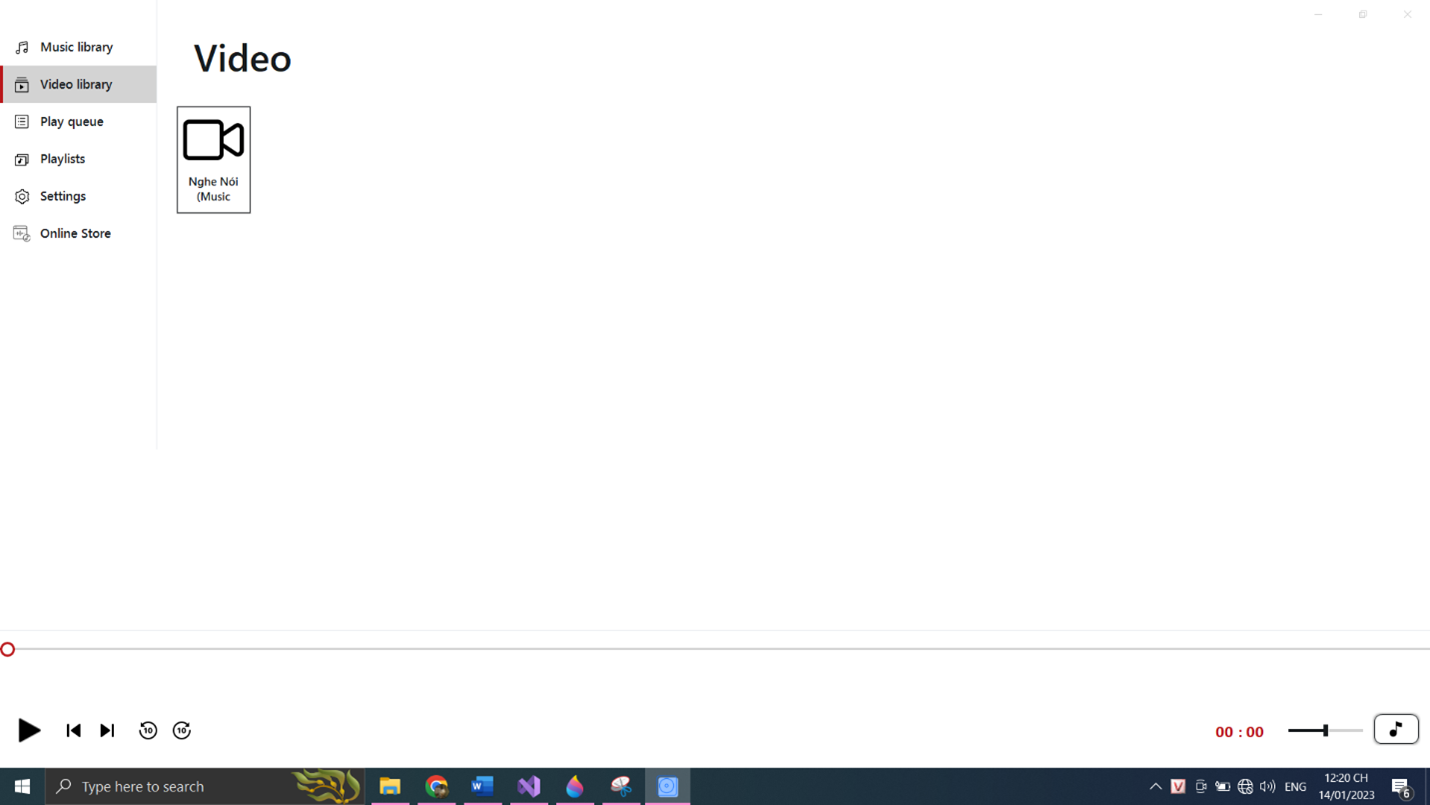 Music library
Video library
Play queue
Playlists
Settings
Online Store
Video
Nghe Nói
(Music
10
10
00 : 00
Type here to search
W
V
ENG
12:20 CH
14/01/2023
6